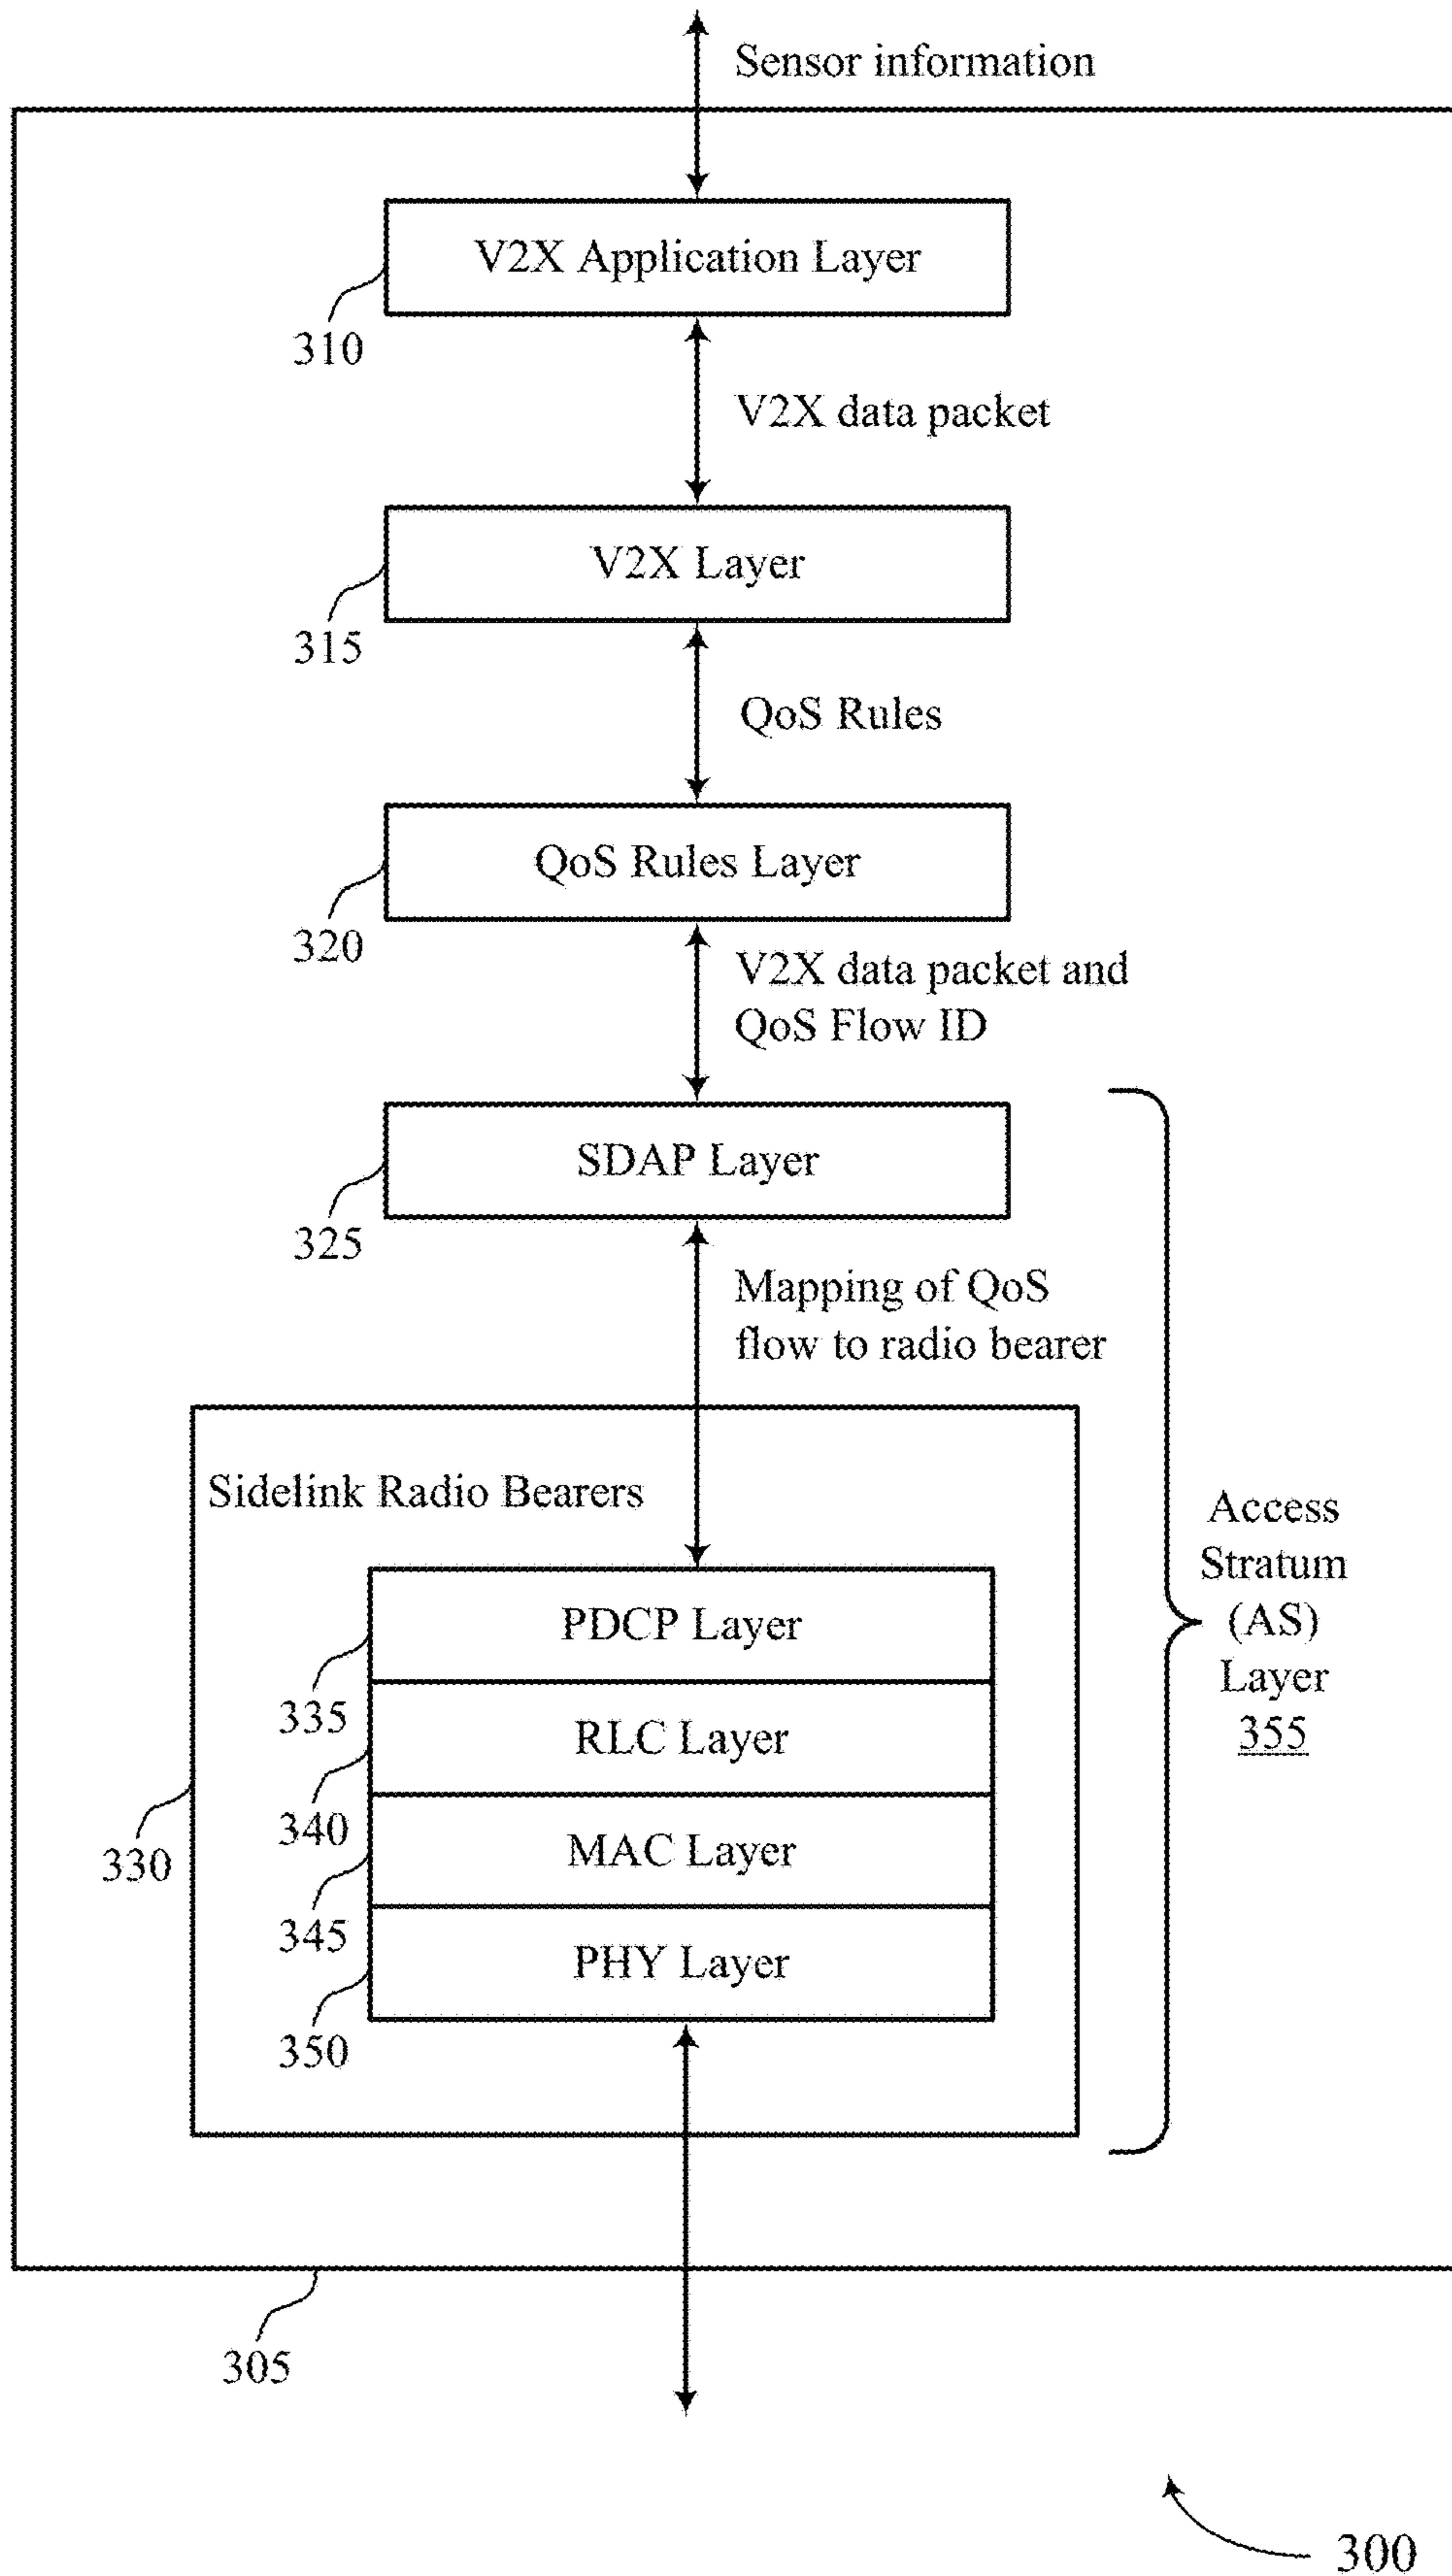 Sensor information
V2X Application Layer
310
V2X data packet
V2X Layer
315
QoS Rules
QoS Rules Layer
320
V2X data packet and
QoS Flow ID
SDAP Layer
325
Mapping of QoS
flow to radio bearer
Sidelink Radio Bearers
Access
Stratum
(AS)
Layer
355
PDCP Layer
335
RLC Layer
340
MAC Layer
330
345
PHY Layer
350
305
300